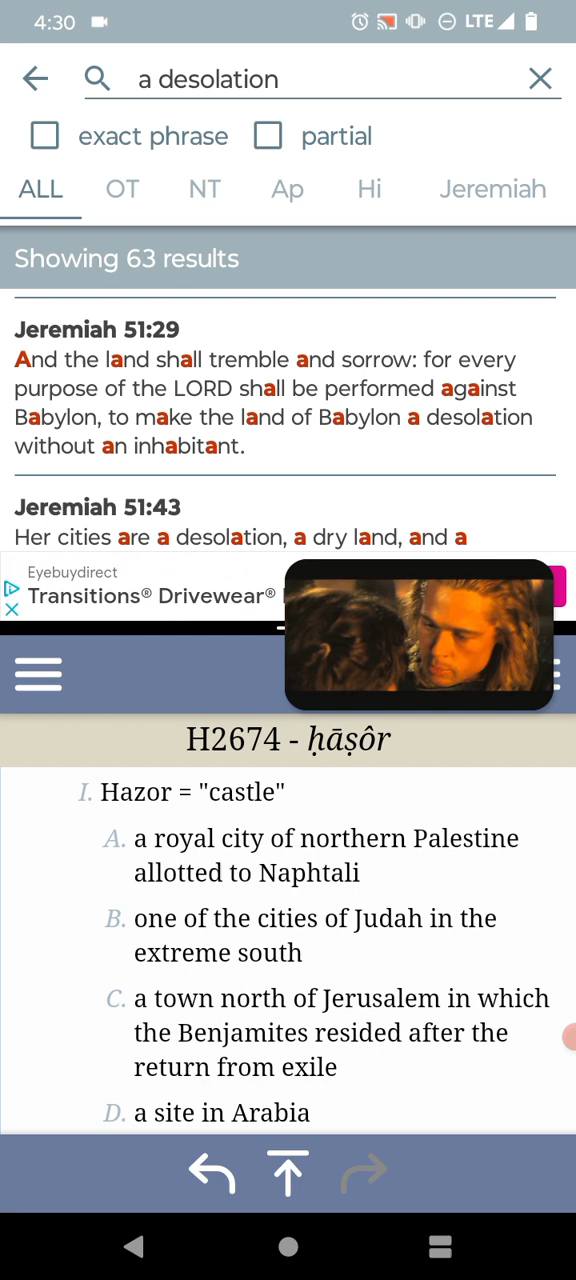 4:30 LTE
a desolation
exact phrase partial
ALL OT NT Ap Hi Jeremiah
Showing 63 results
Jeremiah 51:29
And the land shall tremble and sorrow: for every
purpose of the LORD shall be performed against
Babylon, to make the land of Babylon a desolation
without an inhabitant.
Jeremiah 51:43
Her cities are a desolation, a dry land, and a
Eyebuydirect
Transitions® Drivewear®
H2674 - ḥāṣôr
I. Hazor = "castle"
A. a royal city of northern Palestine
allotted to Naphtali
B. one of the cities of Judah in the
extreme south
C. a town north of Jerusalem in which
the Benjamites resided after the
return from exile
D. a site in Arabia